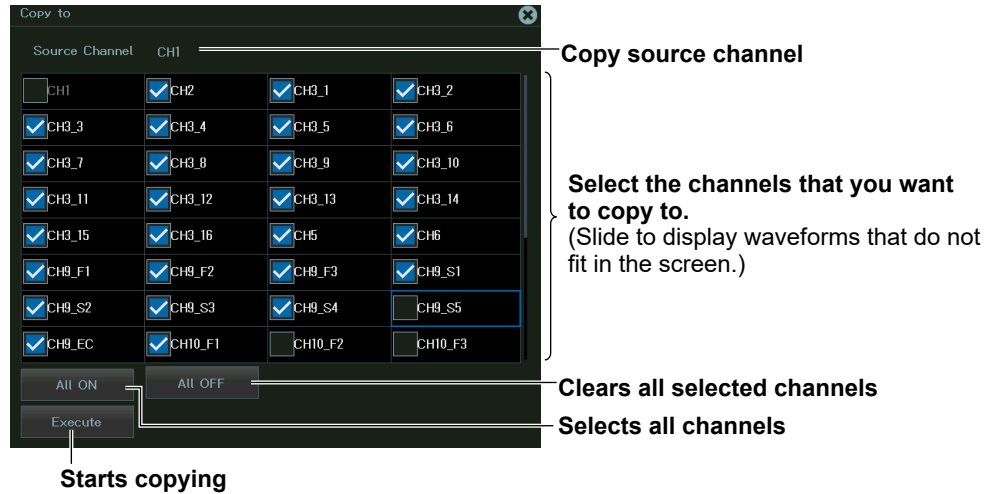 Copy to
Source Channel CH1
Copy source channel
CH1 CH2 CH3_1 CH3_2
CH3_3 CH3_4 CH3_5 CH3_6
CH3_7 CH3_8 CH3_9 CH3_10
CH3_11 CH3_12 CH3_13 CH3_14
CH3_15 CH3_16 CH5 CH6
CH9_F1 CH9_F2 CH9_F3 CH9_S1
CH9_S2 CH9_S3 CH9_S4 CH9_S5
CH9_EC CH10_F1 CH10_F2 CH10_F3
Select the channels that you want
to copy to.
(Slide to display waveforms that do not
fit in the screen.)
All ON All OFF
Clears all selected channels
Execute
Selects all channels
Starts copying